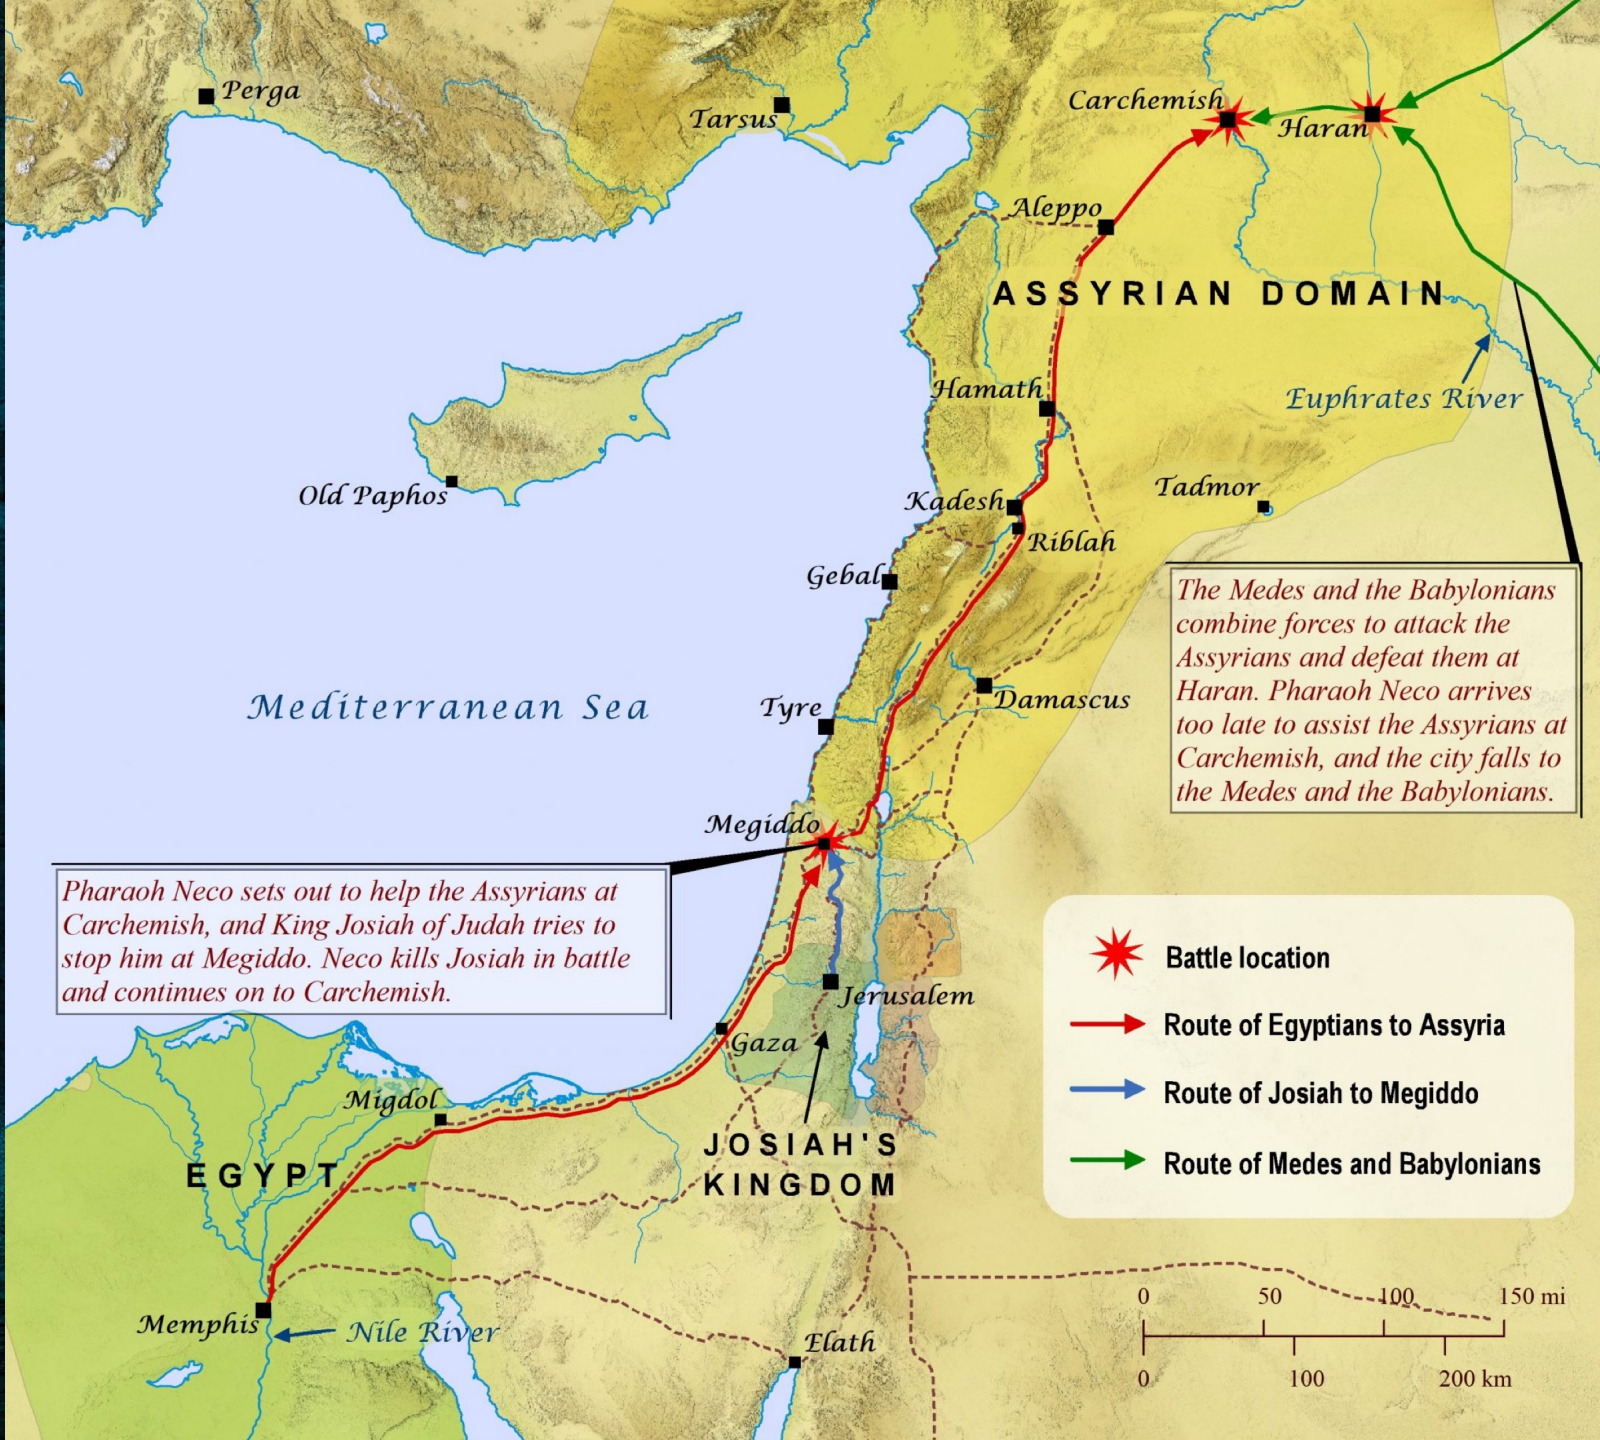 Perga
Tarsus
Carchemish
Haran
Aleppo
ASSYRIAN DOMAIN
Hamath
Euphrates River
Old Paphos
Kadesh
Tadmor
Riblah
Gebal
The Medes and the Babylonians
combine forces to attack the
Assyrians and defeat them at
Haran. Pharaoh Neco arrives
too late to assist the Assyrians at
Carchemish, and the city falls to
the Medes and the Babylonians.
Mediterranean Sea
Tyre
Damascus
Megiddo
Pharaoh Neco sets out to help the Assyrians at
Carchemish, and King Josiah of Judah tries to
stop him at Megiddo. Neco kills Josiah in battle
and continues on to Carchemish.
Jerusalem
Gaza
Migdol
JOSIAH'S
KINGDOM
EGYPT
Memphis
Nile River
Elath
Battle location
Route of Egyptians to Assyria
Route of Josiah to Megiddo
Route of Medes and Babylonians
0 50 100 150 mi
0 100 200 km